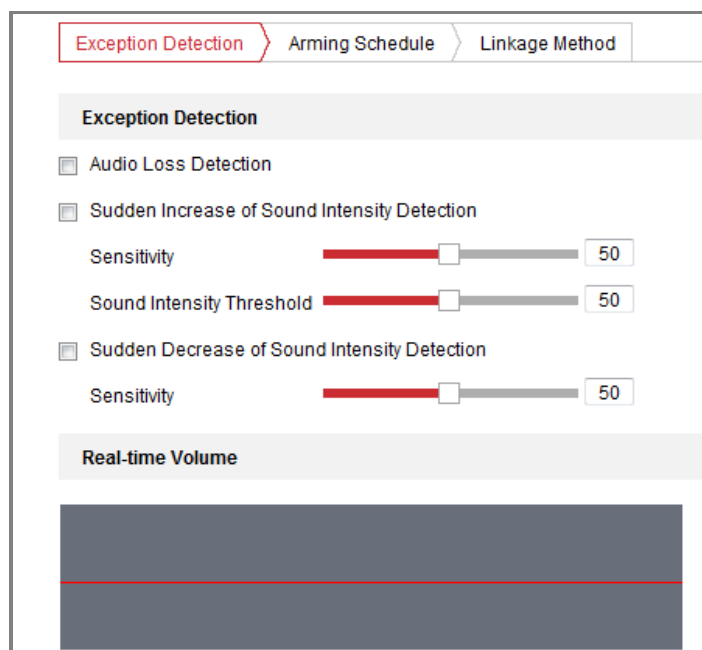 Exception Detection Arming Schedule Linkage Method
Exception Detection
Audio Loss Detection
Sudden Increase of Sound Intensity Detection
Sensitivity 50
Sound Intensity Threshold 50
Sudden Decrease of Sound Intensity Detection
Sensitivity 50
Real-time Volume